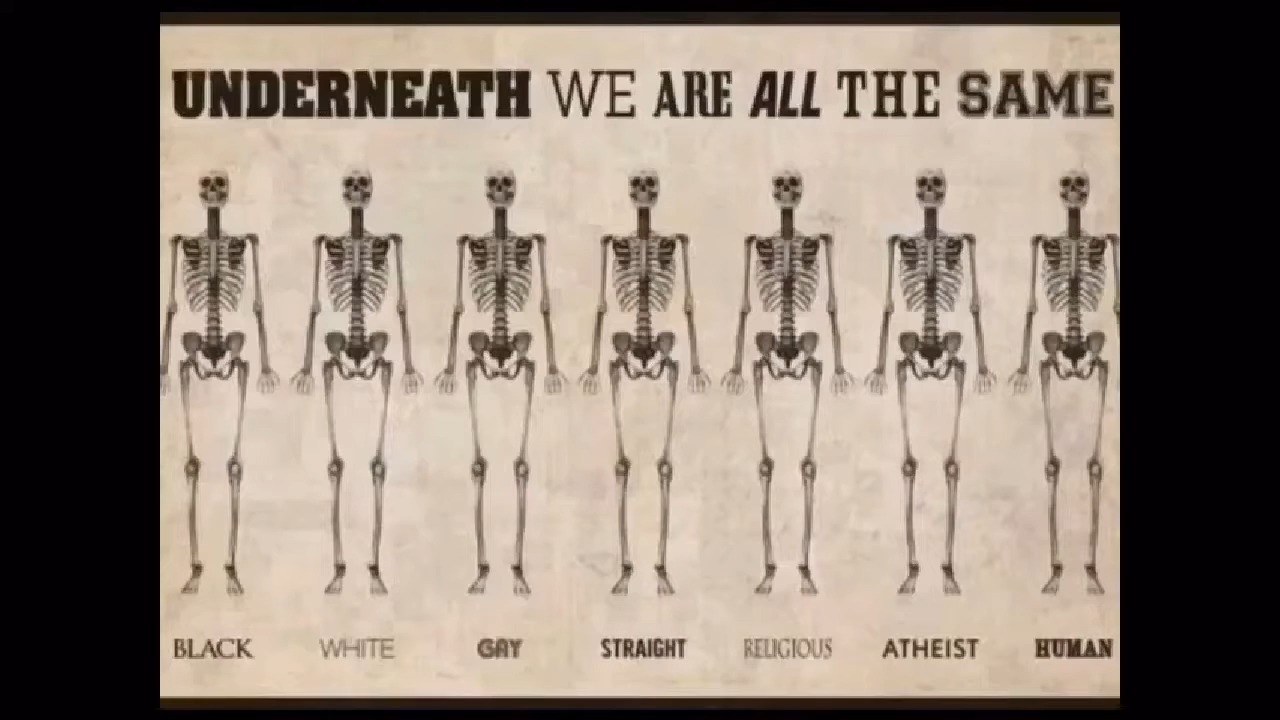 UNDERNEATH WE ARE ALL THE SAME
BLACK WHITE GAY STRAIGHT RELIGIOUS ATHEIST HUMAN